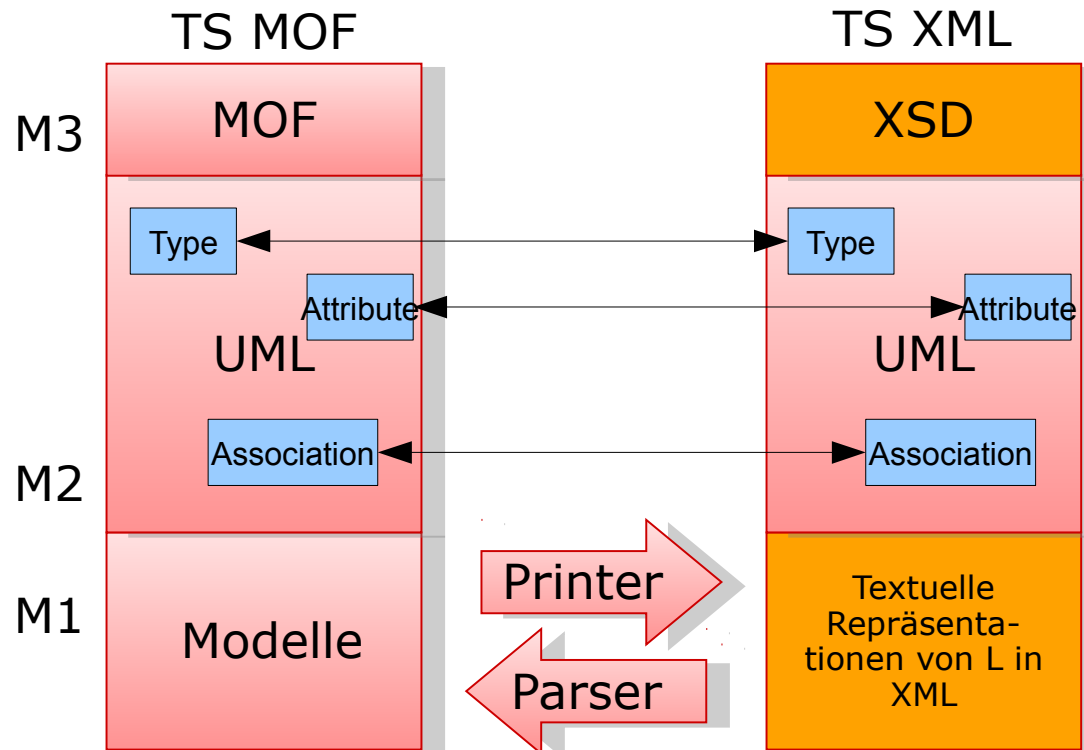 TS MOF
TS XML
M3
MOF
XSD
Type
Type
Attribute
Attribute
UML
UML
Association
Association
M2
Printer
M1
Modelle
Textuelle
Repräsenta-
tionen von L in
XML
Parser